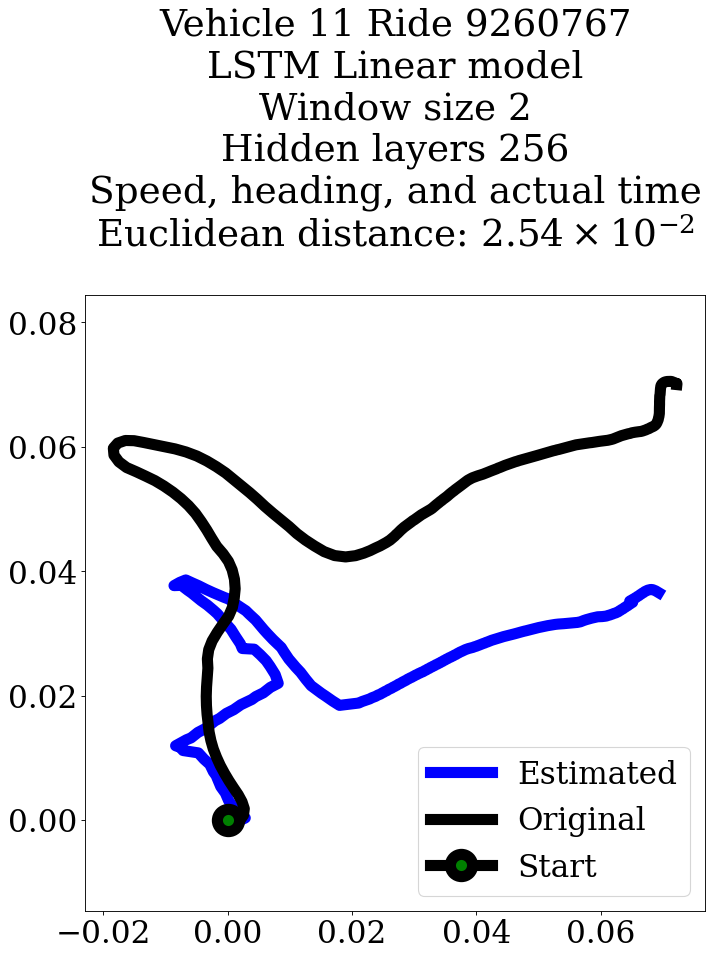 Vehicle 11 Ride 9260767
LSTM Linear model
Window size 2
Hidden layers 256
Speed, heading, and actual time
Euclidean distance: 2.54 × 10⁻²
0.08
0.06
0.04
0.02
0.00
Estimated
Original
Start
−0.02 0.00 0.02 0.04 0.06